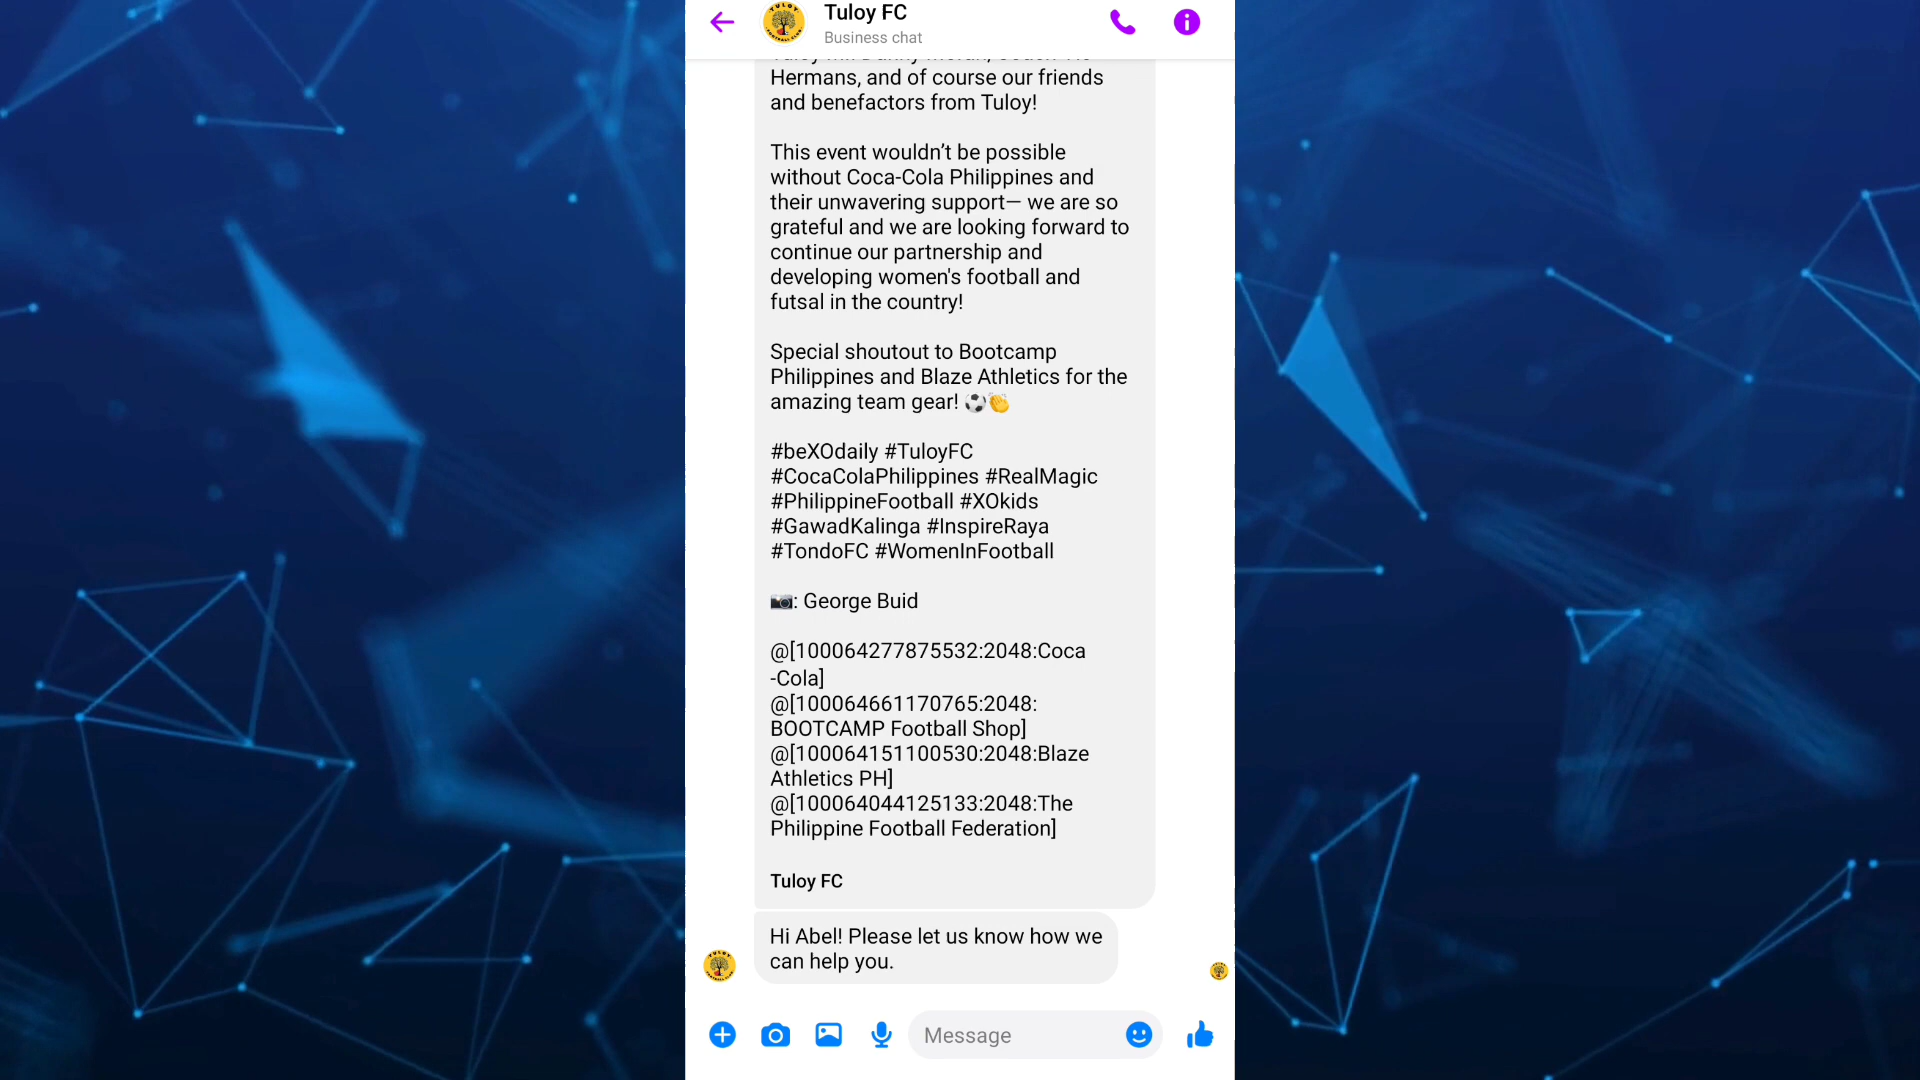 Tuloy FC
Business chat
Hermans, and of course our friends
and benefactors from Tuloy!
This event wouldn’t be possible
without Coca-Cola Philippines and
their unwavering support— we are so
grateful and we are looking forward to
continue our partnership and
developing women's football and
futsal in the country!
Special shoutout to Bootcamp
Philippines and Blaze Athletics for the
amazing team gear! ⚽👏
#beXOdaily #TuloyFC
#CocaColaPhilippines #RealMagic
#PhilippineFootball #XOkids
#GawadKalinga #InspireRaya
#TondoFC #WomenInFootball
📷: George Buid
@[100064277875532:2048:Coca
-Cola]
@[100064661170765:2048:
BOOTCAMP Football Shop]
@[100064151100530:2048:Blaze
Athletics PH]
@[100064044125133:2048:The
Philippine Football Federation]
Tuloy FC
Hi Abel! Please let us know how we
can help you.
Message